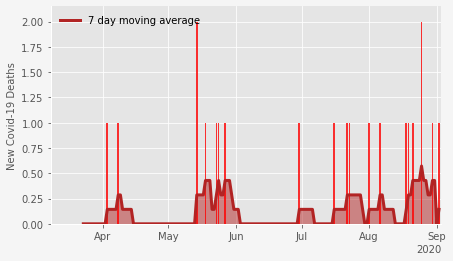 7 day moving average
New Covid-19 Deaths
2.00
1.75
1.50
1.25
1.00
0.75
0.50
0.25
0.00
Apr
May
Jun
Jul
Aug
Sep
2020